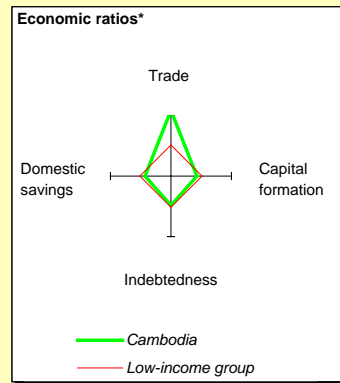 Economic ratios*
Trade
Domestic
savings
Capital
formation
Indebtedness
Cambodia
Low-income group